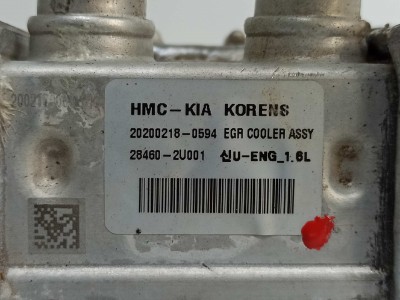 HMC-KIA KORENS
20200218-0594 EGR COOLER ASSY
28460-2U001 신U-ENG_1.6L